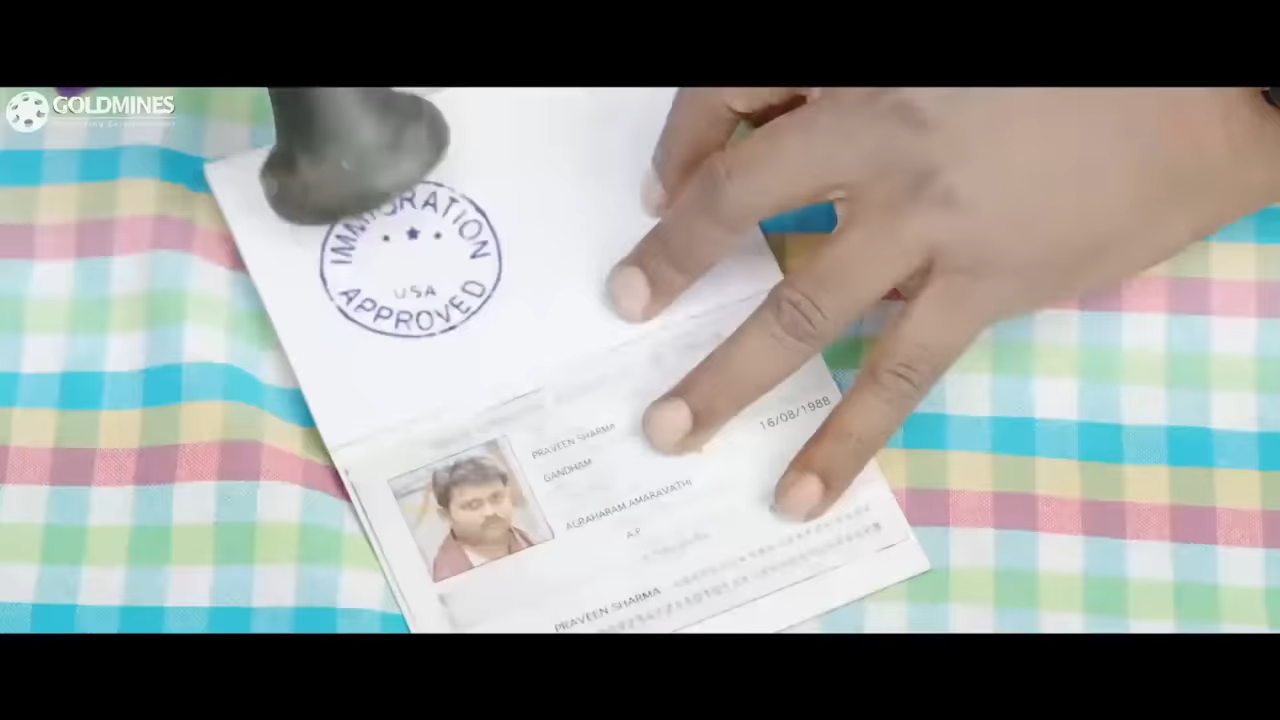 GOLDMINES
IMMIGRATION
USA
APPROVED
PRAVEEN SHARMA
16/08/1988
GANDHAM
AGRAHARAM,AMARAVATHI
A.P
PRAVEEN SHARMA